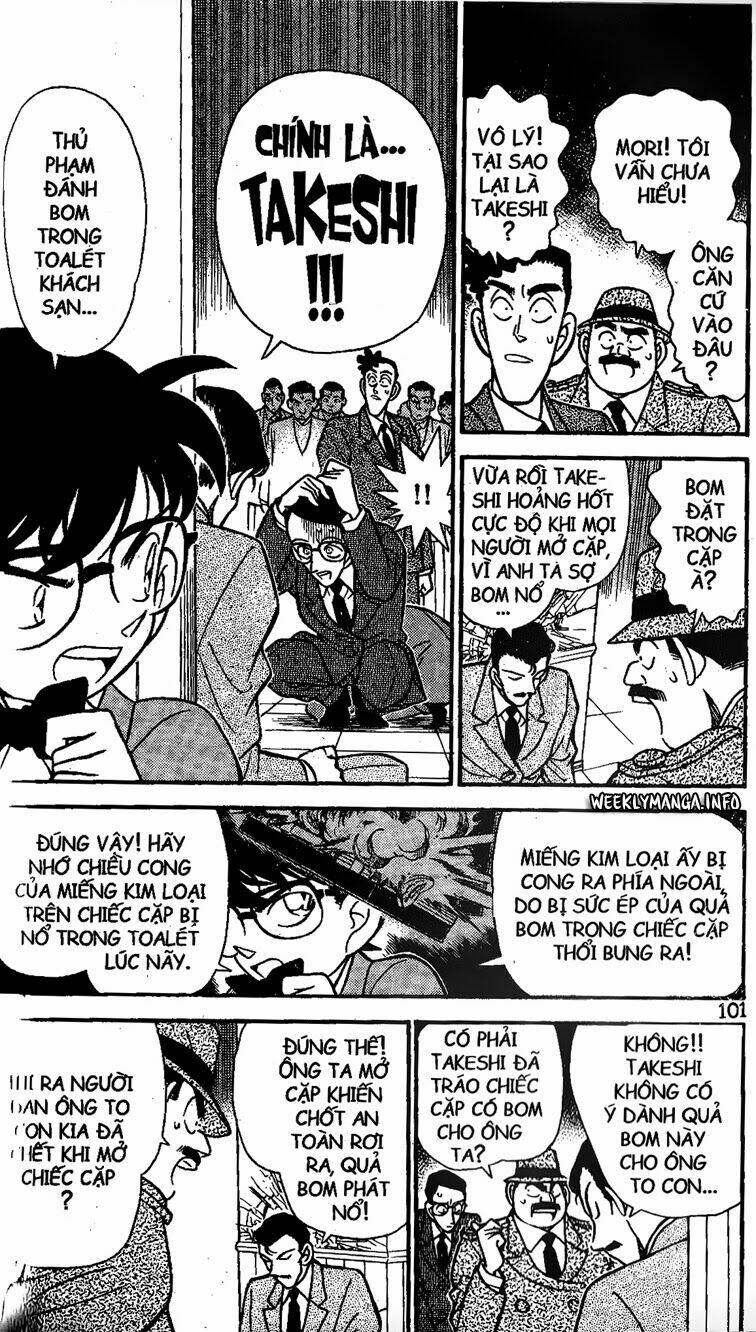 THỦ
PHẠM
ĐÁNH
BOM
TRONG
TOALÉT
KHÁCH
SẠN...
CHÍNH LÀ...
TAKESHI
!!!
!!
VÔ LÝ!
TẠI SAO
LẠI LÀ
TAKESHI
?
MORI! TÔI
VẪN CHƯA
HIỂU!
ÔNG
CĂN
CỨ
VÀO
ĐÂU
?
VỪA RỒI TAKE-
SHI HOẢNG HỐT
CỰC ĐỘ KHI MỌI
NGƯỜI MỞ CẶP,
VÌ ANH TA SỢ
BOM NỔ
...
BOM
ĐẶT
TRONG
CẶP
À?
WEEKLYMANGA.INFO
ĐÚNG VẬY! HÃY
NHỚ CHIỀU CONG
CỦA MIẾNG KIM LOẠI
TRÊN CHIẾC CẶP BỊ
NỔ TRONG TOALÉT
LÚC NÃY.
MIẾNG KIM LOẠI ẤY BỊ
CONG RA PHÍA NGOÀI,
DO BỊ SỨC ÉP CỦA QUẢ
BOM TRONG CHIẾC CẶP
THỔI BUNG RA!
101
RA NGƯỜI
ÔNG TO
CON KIA ĐÃ
KHI MỞ
CHIẾC CẶP
?
ĐÚNG THẾ!
ÔNG TA MỞ
CẶP KHIẾN
CHỐT AN
TOÀN RƠI
RA, QUẢ
BOM PHÁT
NỔ!
CÓ PHẢI
TAKESHI ĐÃ
TRÁO CHIẾC
CẶP CÓ BOM
CHO ÔNG
TA?
KHÔNG!!
TAKESHI
KHÔNG CÓ
Ý DÀNH QUẢ
BOM NÀY
CHO ÔNG
TO CON...